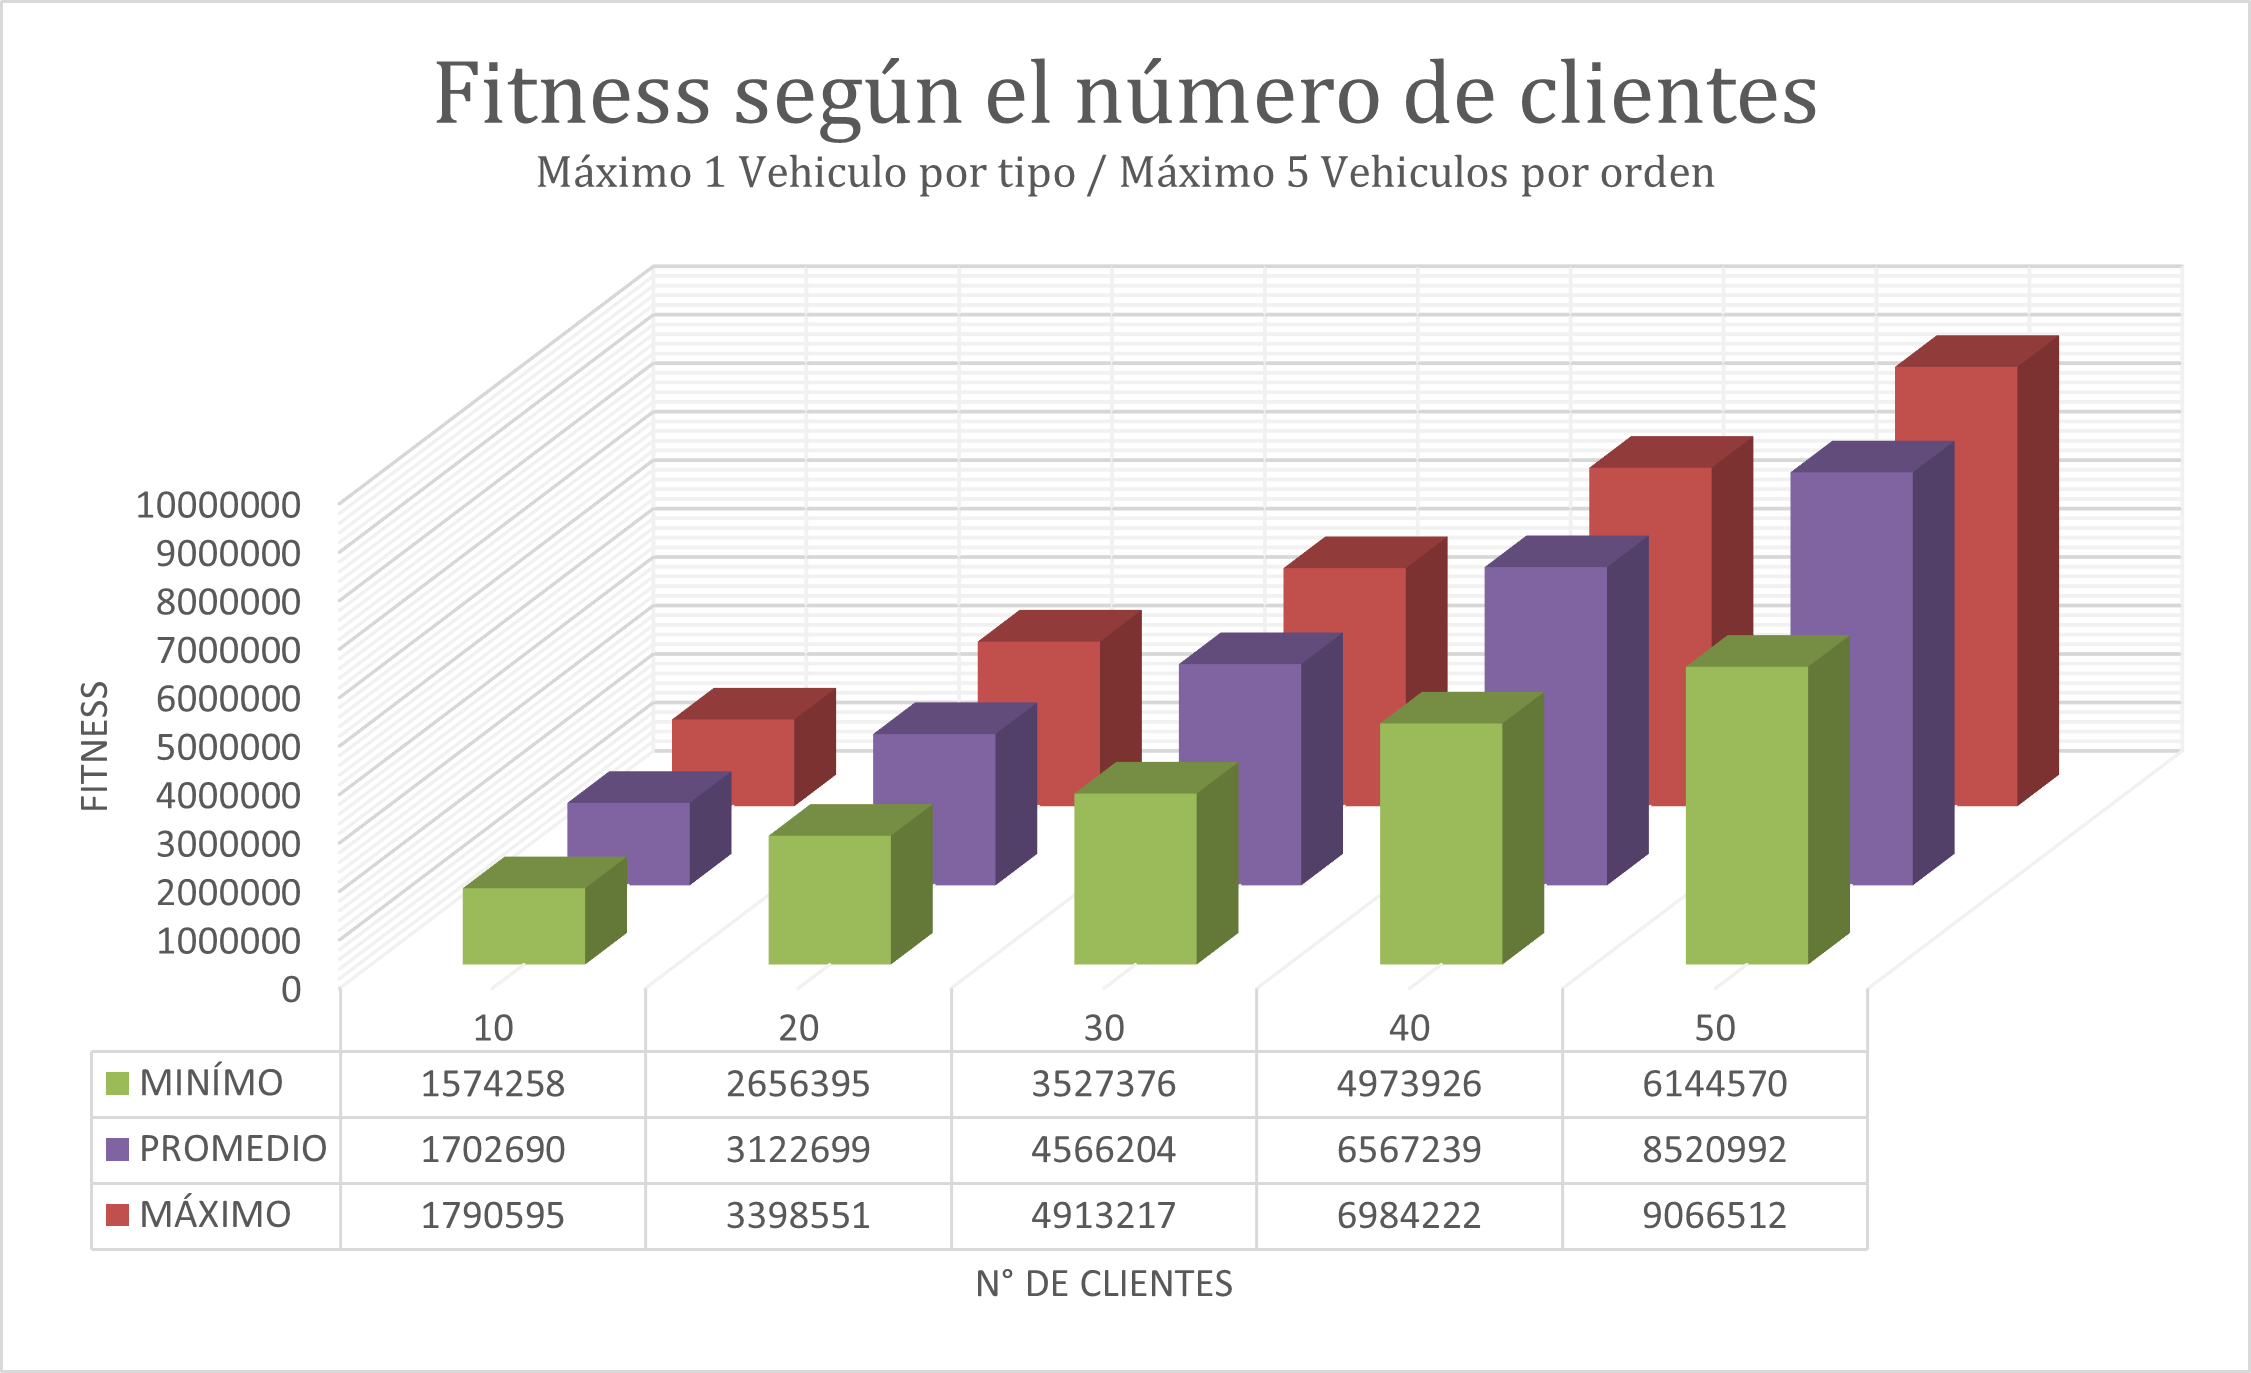 Fitness según el número de clientes
Máximo 1 Vehiculo por tipo / Máximo 5 Vehiculos por orden
FITNESS
10000000
9000000
8000000
7000000
6000000
5000000
4000000
3000000
2000000
1000000
0
10 20 30 40 50
MINÍMO 1574258 2656395 3527376 4973926 6144570
PROMEDIO 1702690 3122699 4566204 6567239 8520992
MÁXIMO 1790595 3398551 4913217 6984222 9066512
N° DE CLIENTES